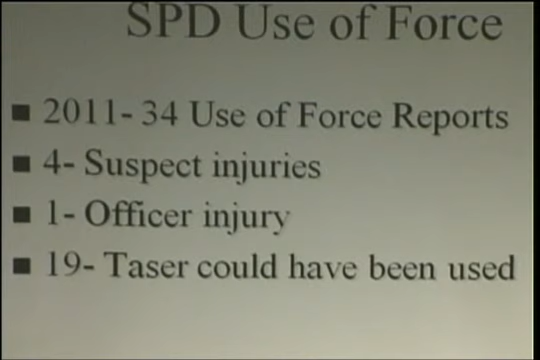 SPD Use of Force
■ 2011- 34 Use of Force Reports
■ 4- Suspect injuries
■ 1- Officer injury
■ 19- Taser could have been used